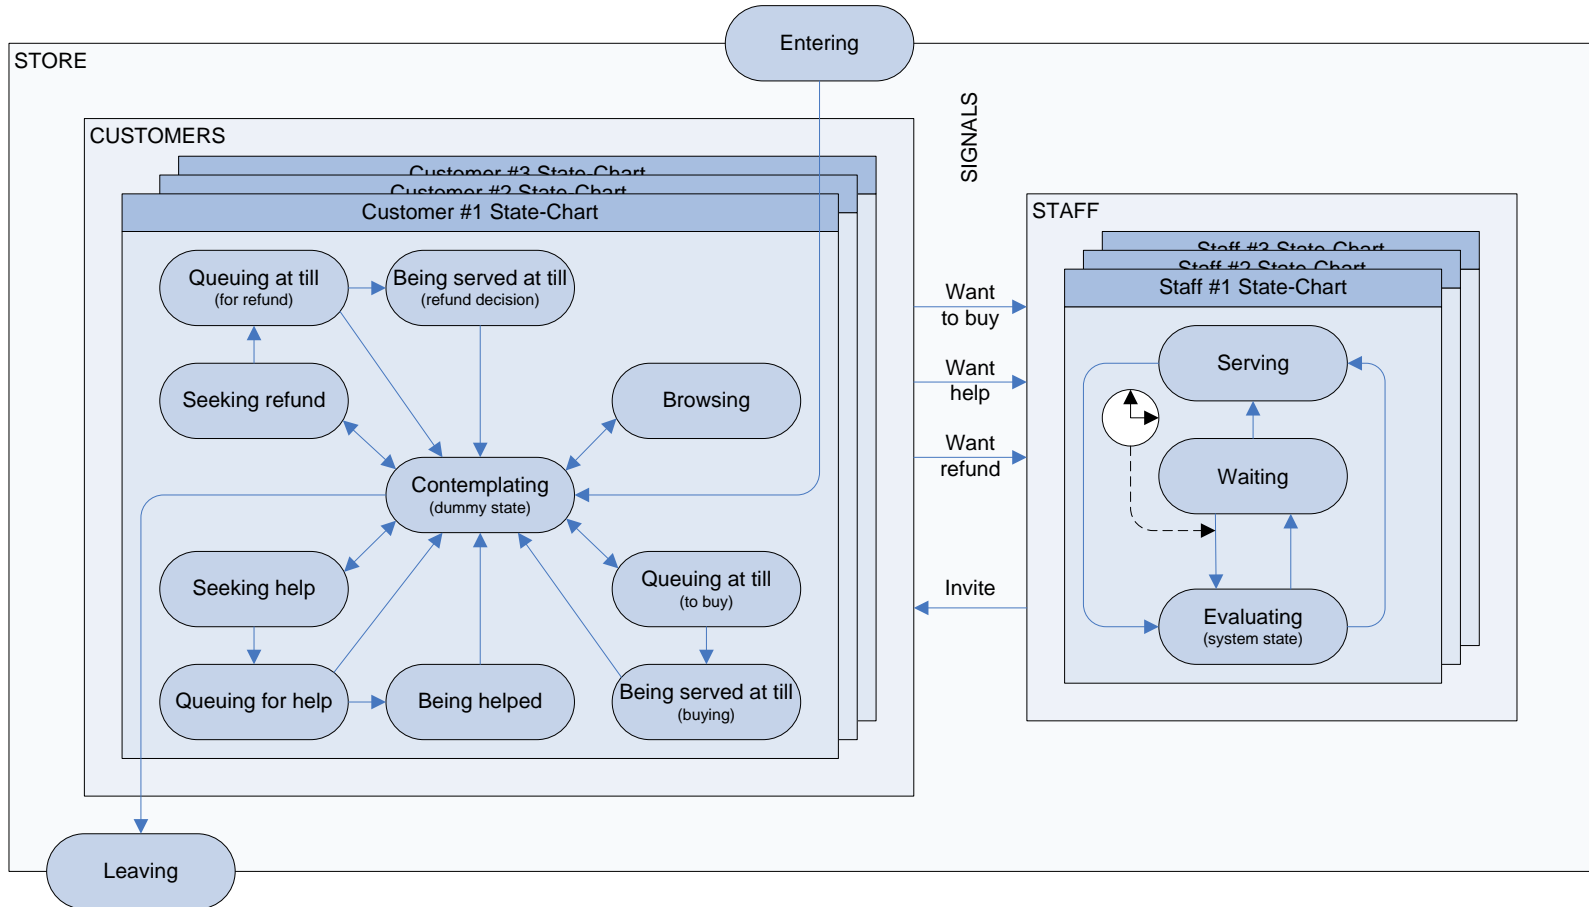 Entering
STORE
SIGNALS
CUSTOMERS
Customer #3 State-Chart
Customer #2 State-Chart
Customer #1 State-Chart
Queuing at till
(for refund)
Being served at till
(refund decision)
Seeking refund
Browsing
Contemplating
(dummy state)
Seeking help
Queuing at till
(to buy)
Queuing for help
Being helped
Being served at till
(buying)
Want
to buy
Want
help
Want
refund
Invite
STAFF
Staff #3 State-Chart
Staff #2 State-Chart
Staff #1 State-Chart
Serving
Waiting
Evaluating
(system state)
Leaving